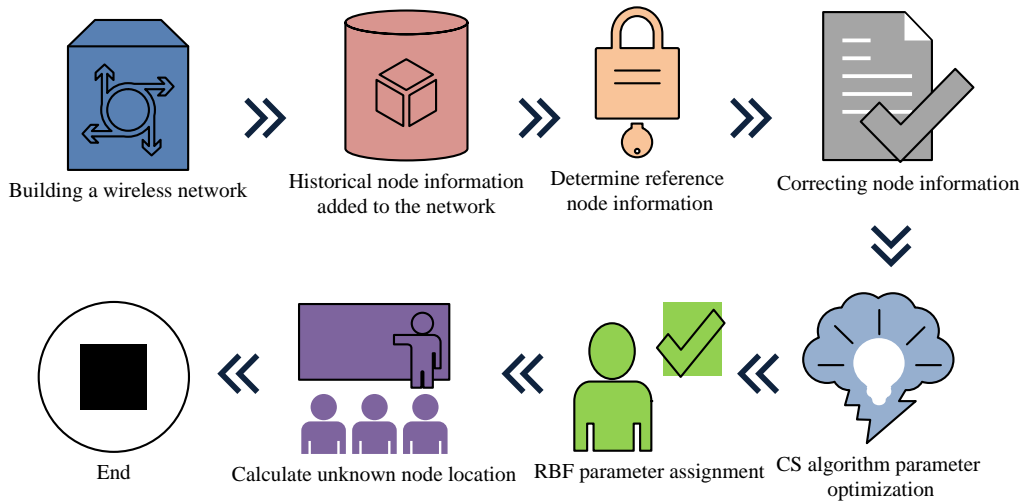 Building a wireless network
Historical node information
added to the network
Determine reference
node information
Correcting node information
End
Calculate unknown node location
RBF parameter assignment
CS algorithm parameter
optimization